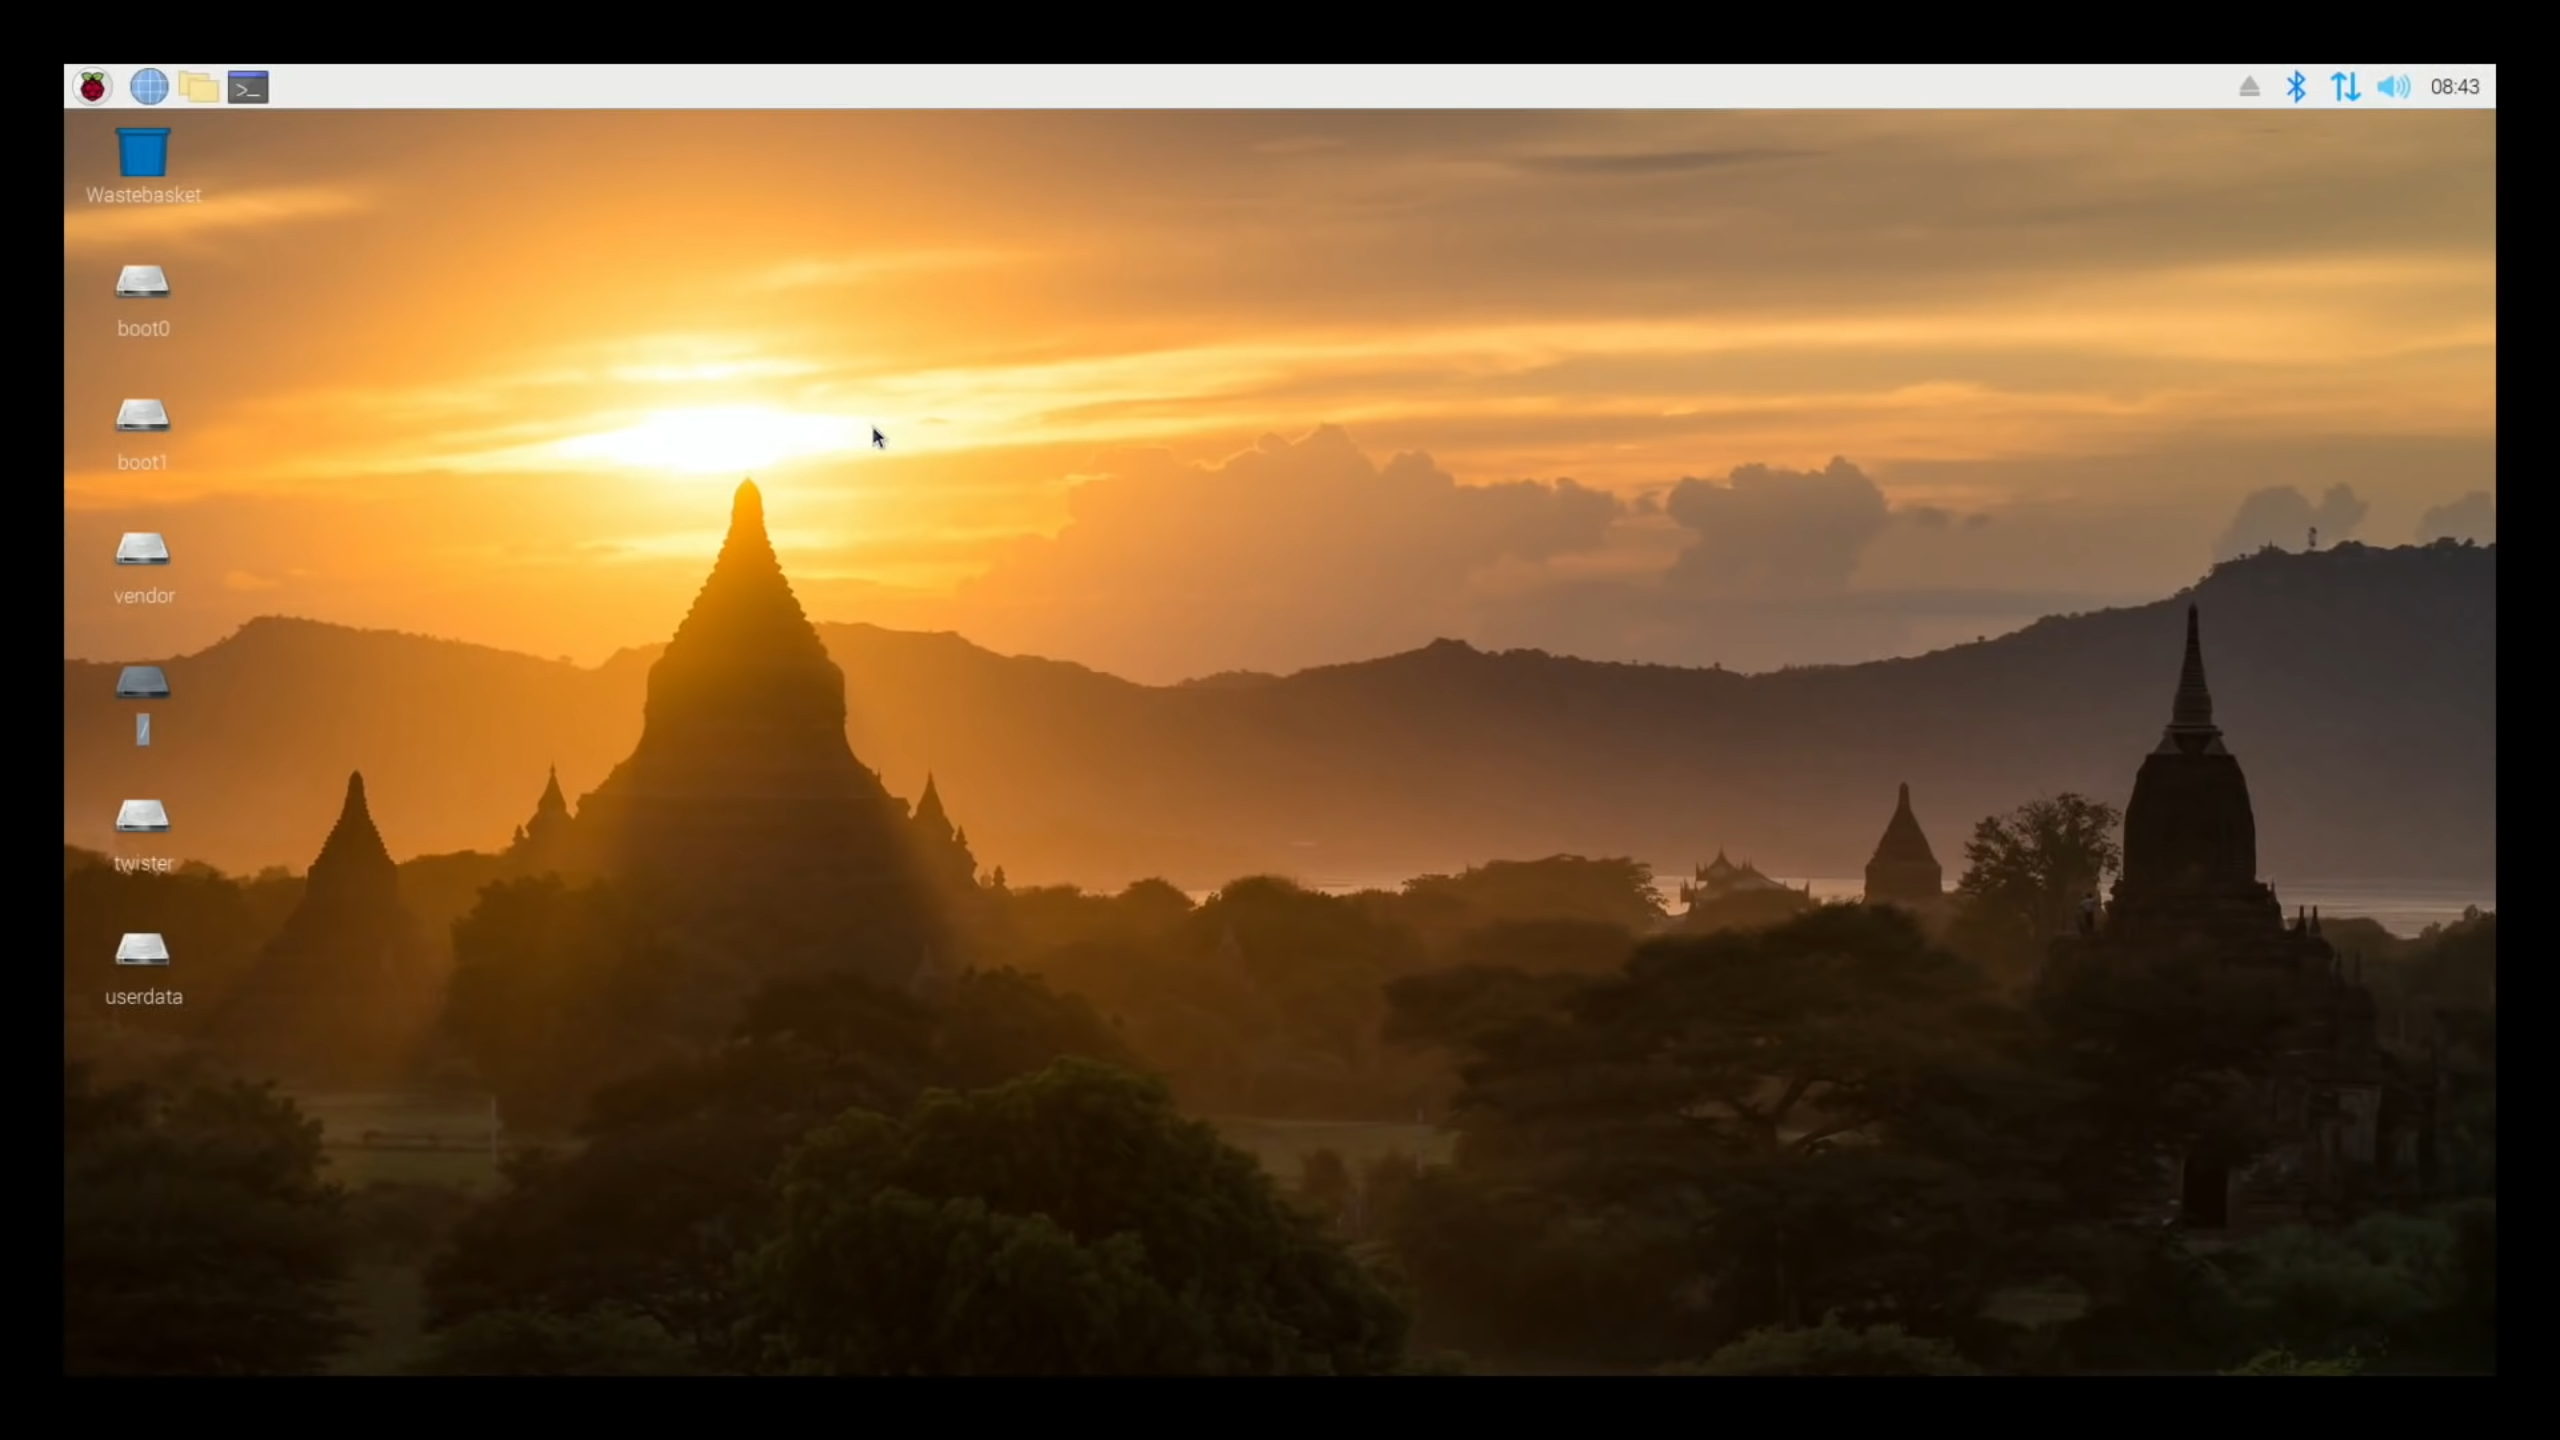 >_
08:43
Wastebasket
boot0
boot1
vendor
/
twister
userdata